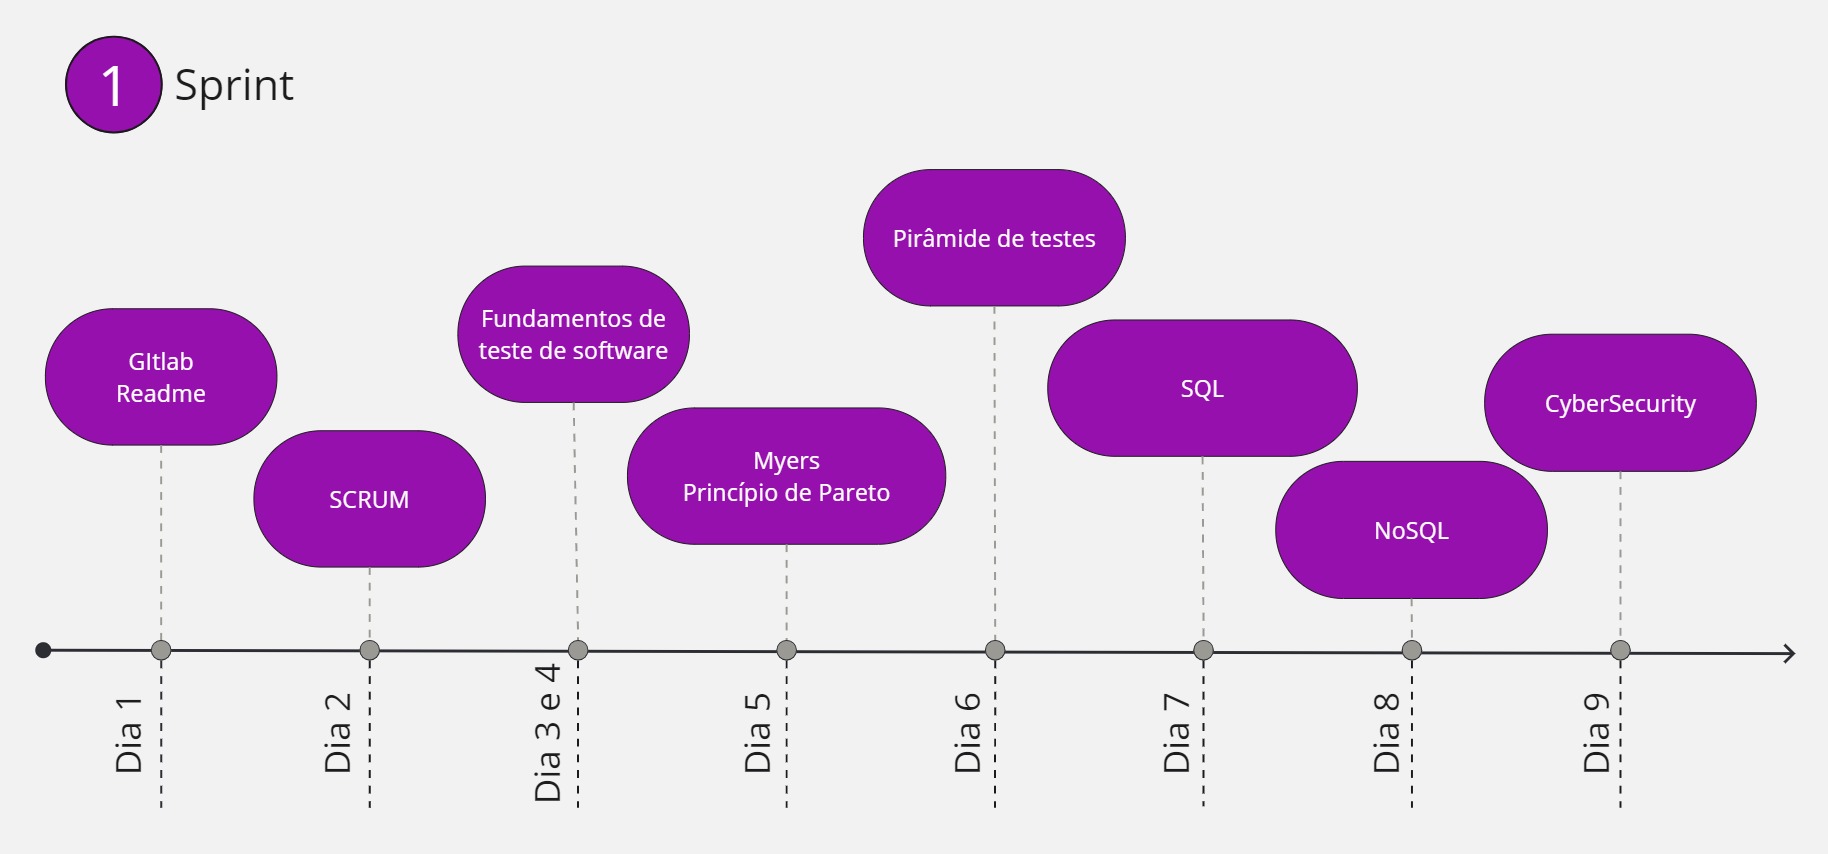 1 Sprint
GItlab
Readme
SCRUM
Fundamentos de
teste de software
Myers
Princípio de Pareto
Pirâmide de testes
SQL
NoSQL
CyberSecurity
Dia 1
Dia 2
Dia 3 e 4
Dia 5
Dia 6
Dia 7
Dia 8
Dia 9